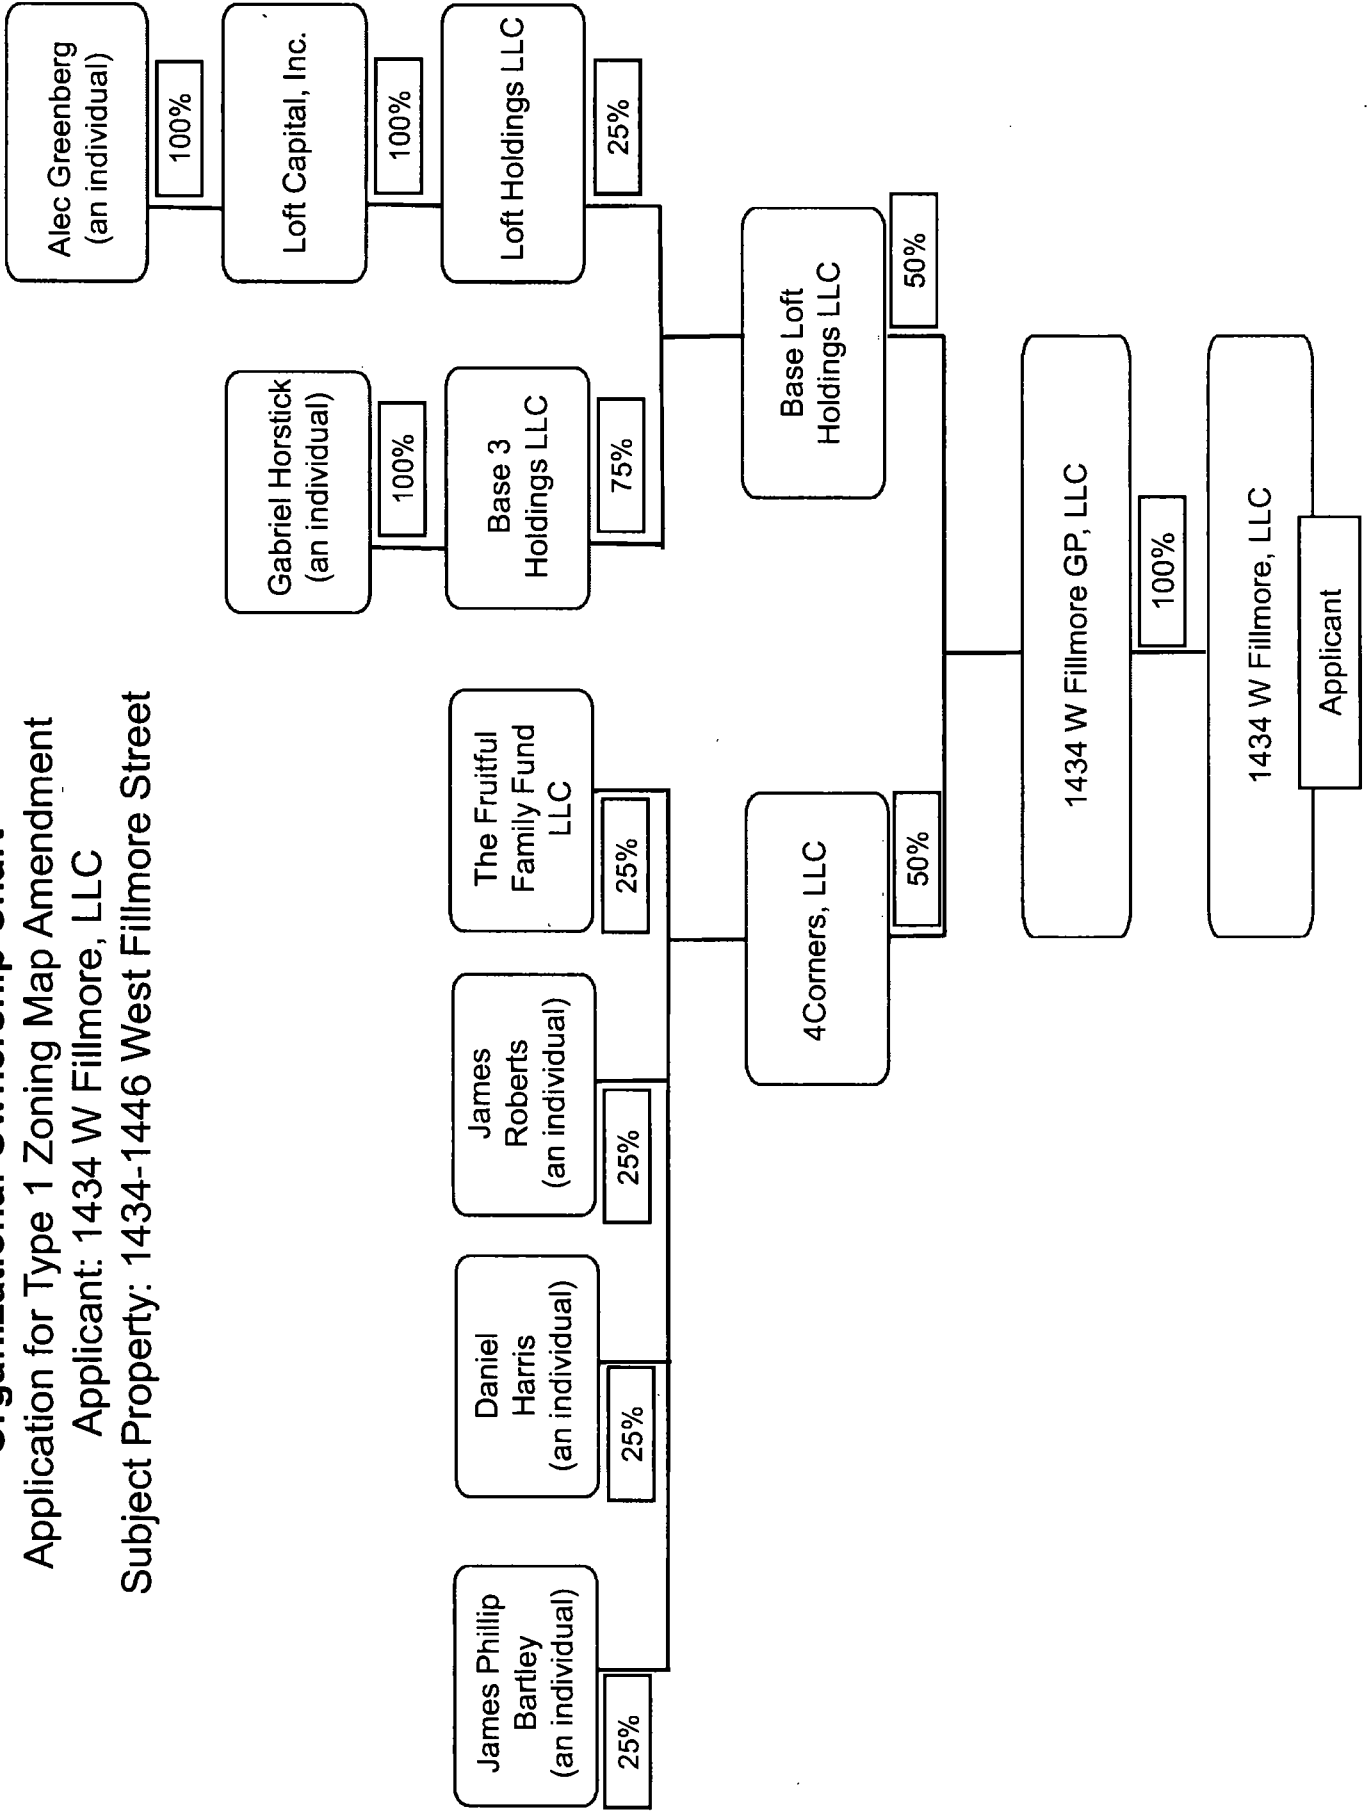 Application for Type 1 Zoning Map Amendment
Applicant: 1434 W Fillmore, LLC
Subject Property: 1434-1446 West Fillmore Street
Alec Greenberg
(an individual)
100%
Gabriel Horstick
(an individual)
100%
Loft Capital, Inc.
100%
James Phillip
Bartley
(an individual)
25%
Daniel
Harris
(an individual)
25%
James
Roberts
(an individual)
25%
The Fruitful
Family Fund
LLC
25%
Base 3
Holdings LLC
75%
Loft Holdings LLC
25%
4Corners, LLC
50%
Base Loft
Holdings LLC
50%
1434 W Fillmore GP, LLC
100%
1434 W Fillmore, LLC
Applicant